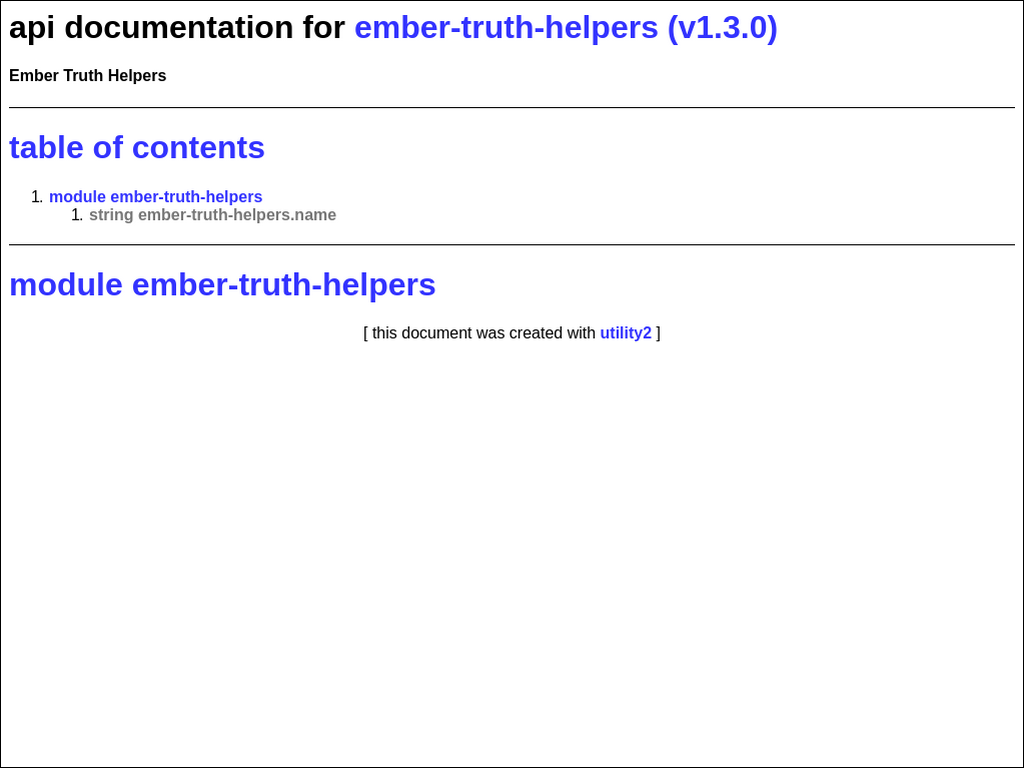 api documentation for ember-truth-helpers (v1.3.0)
Ember Truth Helpers
table of contents
1. module ember-truth-helpers
1. string ember-truth-helpers.name
module ember-truth-helpers
[ this document was created with utility2 ]